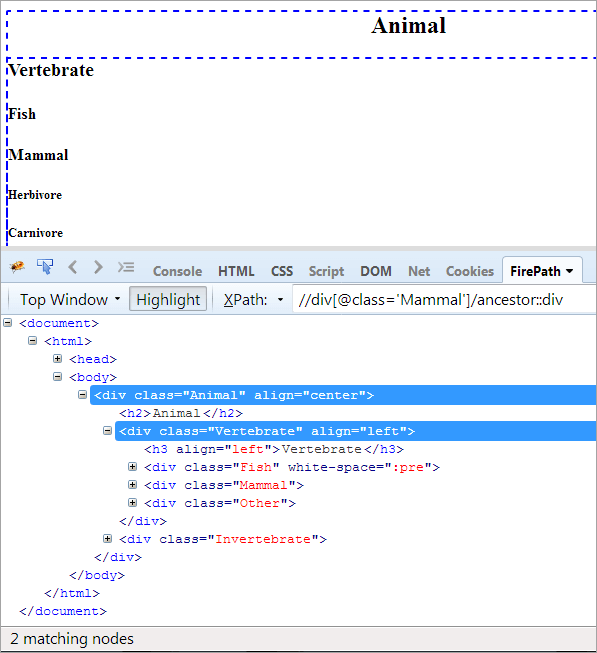 Animal
Vertebrate
Fish
Mammal
Herbivore
Carnivore
Console HTML CSS Script DOM Net Cookies FirePath
Top Window Highlight XPath: //div[@class='Mammal']/ancestor::div
<document>
<html>
<head>
<body>
<div class="Animal" align="center">
<h2>Animal</h2>
<div class="Vertebrate" align="left">
<h3 align="left">Vertebrate</h3>
<div class="Fish" white-space=":pre">
<div class="Mammal">
<div class="Other">
</div>
<div class="Invertebrate">
</div>
</body>
</html>
</document>
2 matching nodes